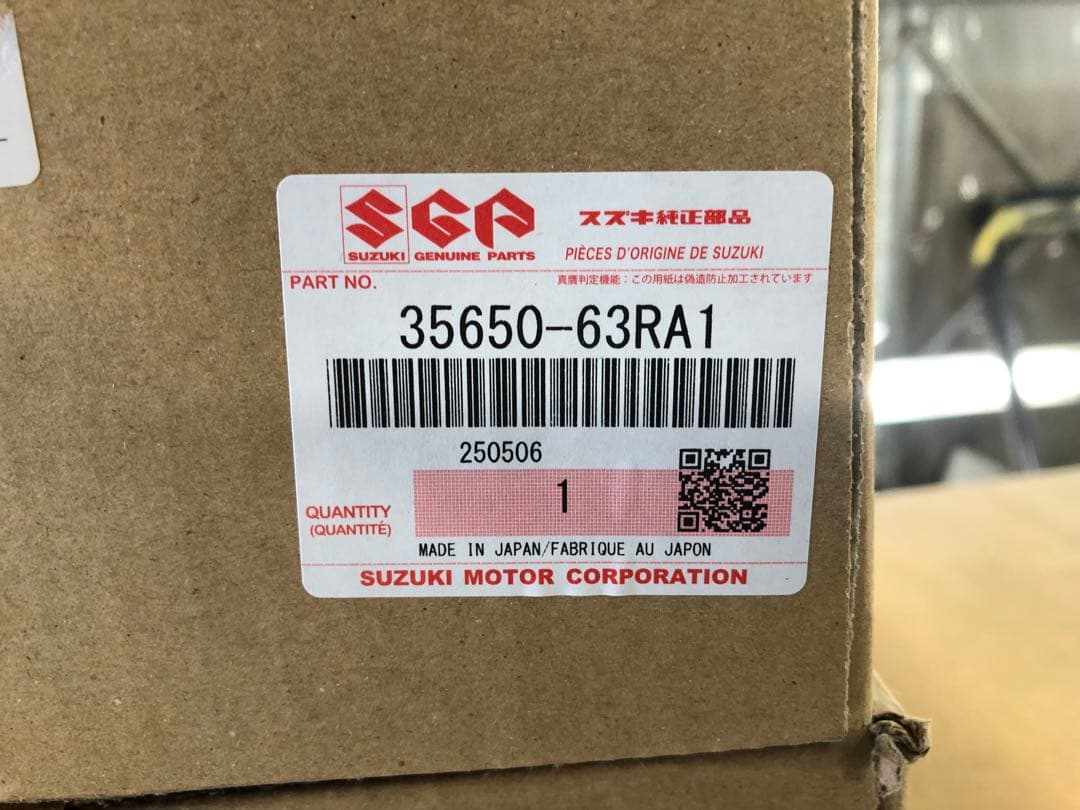 SGP
SUZUKI GENUINE PARTS
スズキ純正部品
PIÈCES D'ORIGINE DE SUZUKI
PART NO.
真贋判定機能：この用紙は偽造防止加工されています
35650-63RA1
250506
QUANTITY
(QUANTITÉ)
1
MADE IN JAPAN/FABRIQUE AU JAPON
SUZUKI MOTOR CORPORATION